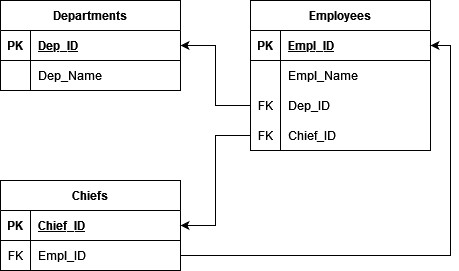 Departments
PK Dep_ID
Dep_Name
Employees
PK Empl_ID
Empl_Name
FK Dep_ID
FK Chief_ID
Chiefs
PK Chief_ID
FK Empl_ID